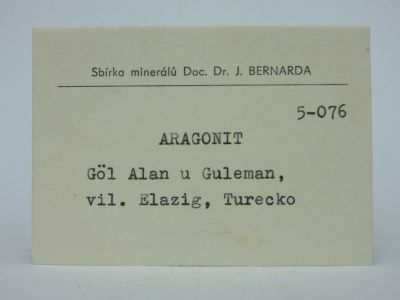 Sbírka minerálů Doc. Dr. J. BERNARDA
5-076
ARAGONIT
Göl Alan u Guleman,
vil. Elazig, Turecko